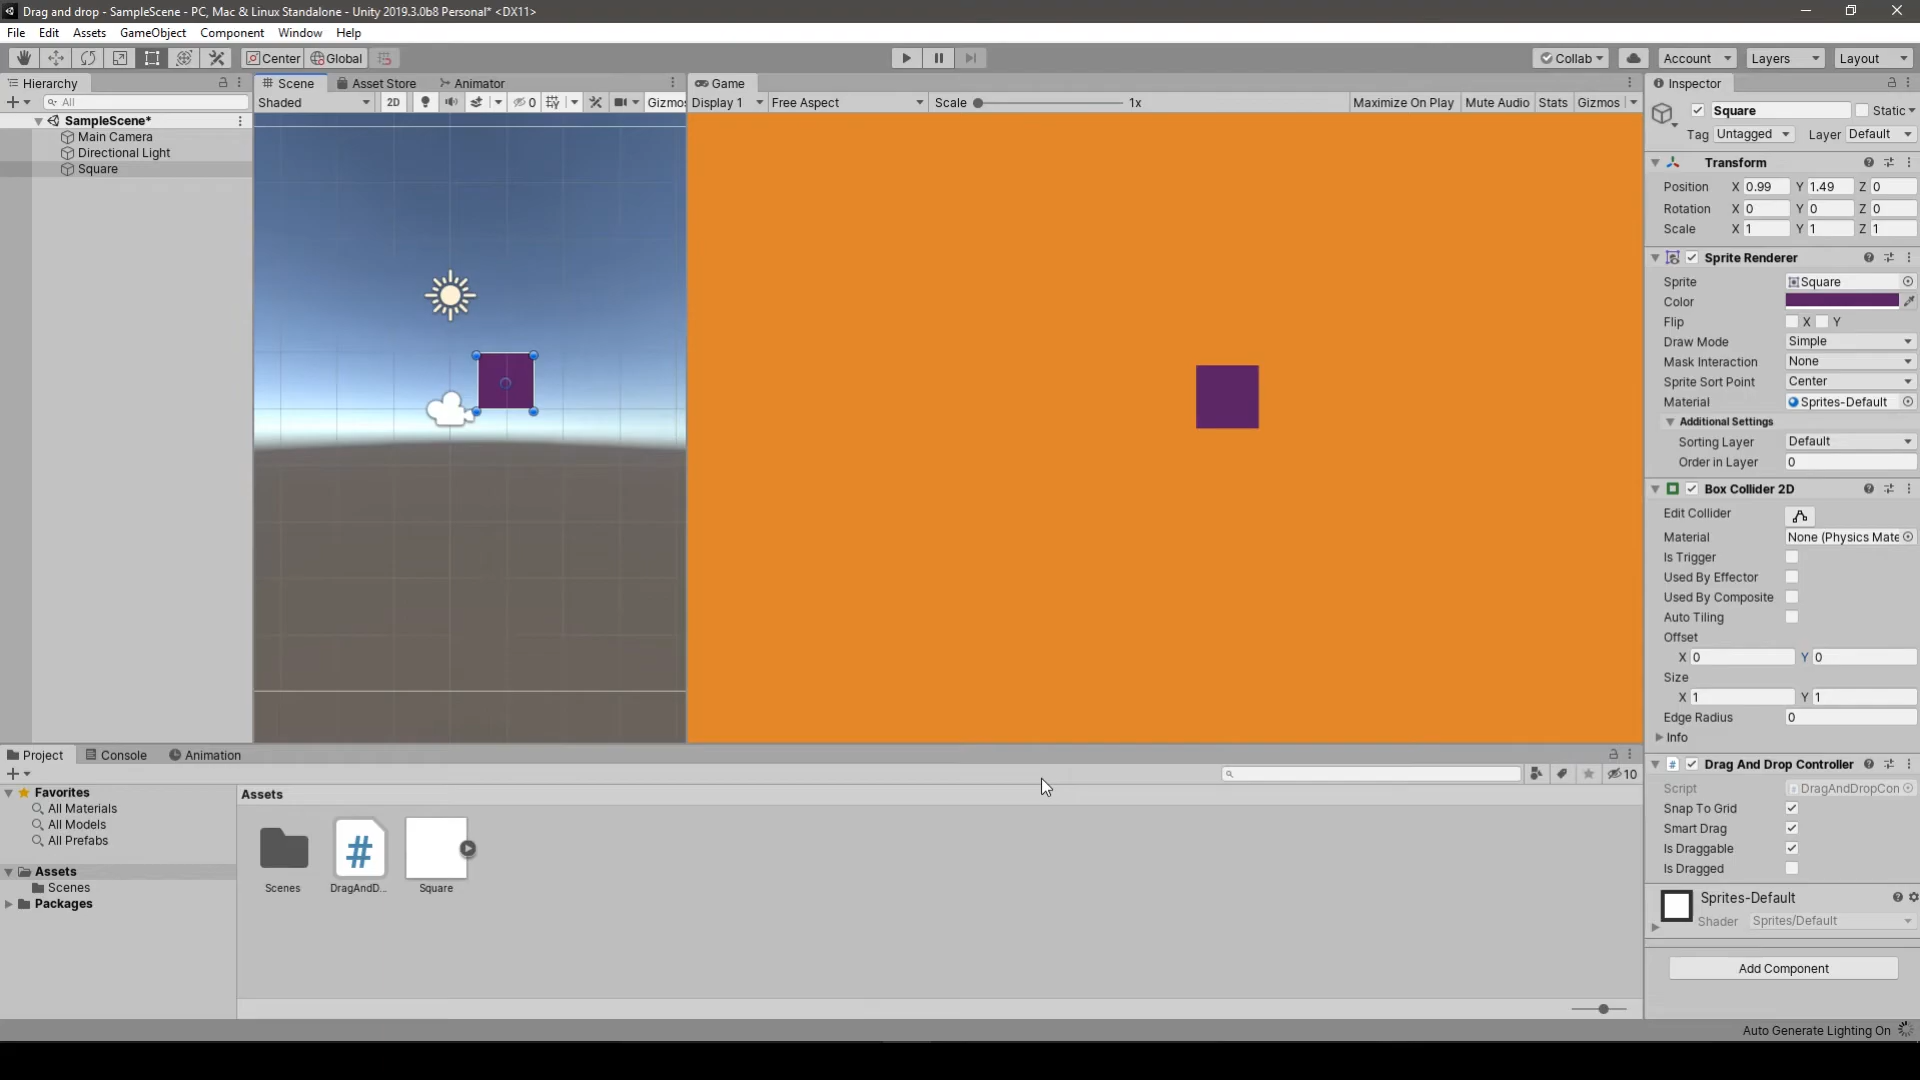 Drag and drop - SampleScene - PC, Mac & Linux Standalone - Unity 2019.3.0b8 Personal* <DX11>
File Edit Assets GameObject Component Window Help
Center Global Collab Account Layers Layout
Hierarchy
All
SampleScene*
Main Camera
Directional Light
Square
Scene Asset Store Animator
Shaded 2D 0 Gizmos
Game
Display 1 Free Aspect Scale 1x Maximize On Play Mute Audio Stats Gizmos
Inspector
Square Static
Tag Untagged Layer Default
Transform
Position X 0.99 Y 1.49 Z 0
Rotation X 0 Y 0 Z 0
Scale X 1 Y 1 Z 1
Sprite Renderer
Sprite Square
Color
Flip X Y
Draw Mode Simple
Mask Interaction None
Sprite Sort Point Center
Material Sprites-Default
Additional Settings
Sorting Layer Default
Order in Layer 0
Box Collider 2D
Edit Collider
Material None (Physics Mate
Is Trigger
Used By Effector
Used By Composite
Auto Tiling
Offset
X 0 Y 0
Size
X 1 Y 1
Edge Radius 0
Info
# Drag And Drop Controller
Script DragAndDropCon
Snap To Grid
Smart Drag
Is Draggable
Is Dragged
Sprites-Default
Shader Sprites/Default
Add Component
Project Console Animation
10
Favorites
All Materials
All Models
All Prefabs
Assets
Scenes
Packages
Assets
#
Scenes DragAndD... Square
Auto Generate Lighting On